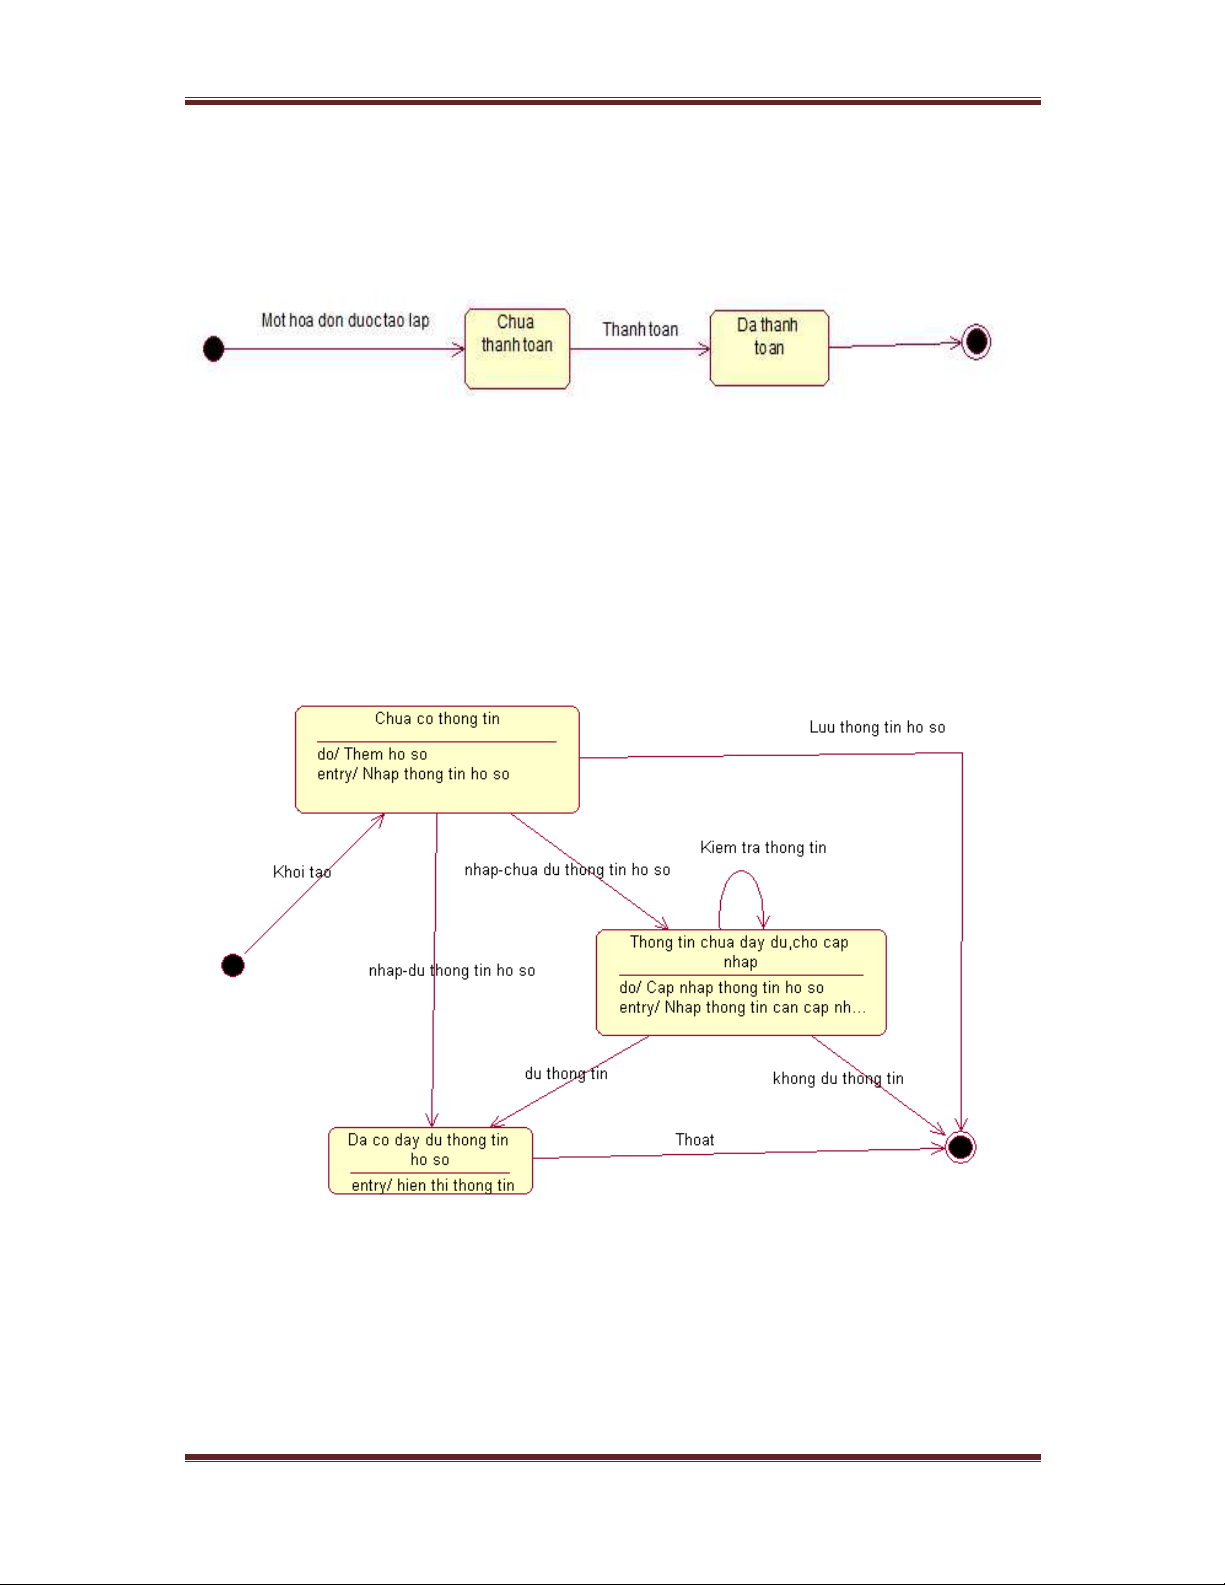 Mot hoa don duoc tao lap
Chua
thanh toan
Thanh toan
Da thanh
toan
Chua co thong tin
do/ Them ho so
entry/ Nhap thong tin ho so
Luu thong tin ho so
Khoi tao
nhap-chua du thong tin ho so
Kiem tra thong tin
Thong tin chua day du,cho cap
nhap
do/ Cap nhap thong tin ho so
entry/ Nhap thong tin can cap nh...
nhap-du thong tin ho so
du thong tin
khong du thong tin
Da co day du thong tin
ho so
entry/ hien thi thong tin
Thoat